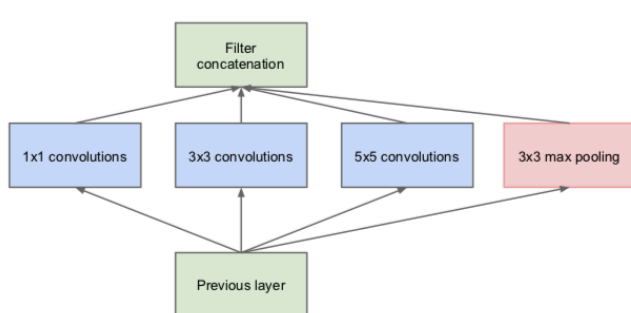 Filter
concatenation
1x1 convolutions
3x3 convolutions
5x5 convolutions
3x3 max pooling
Previous layer